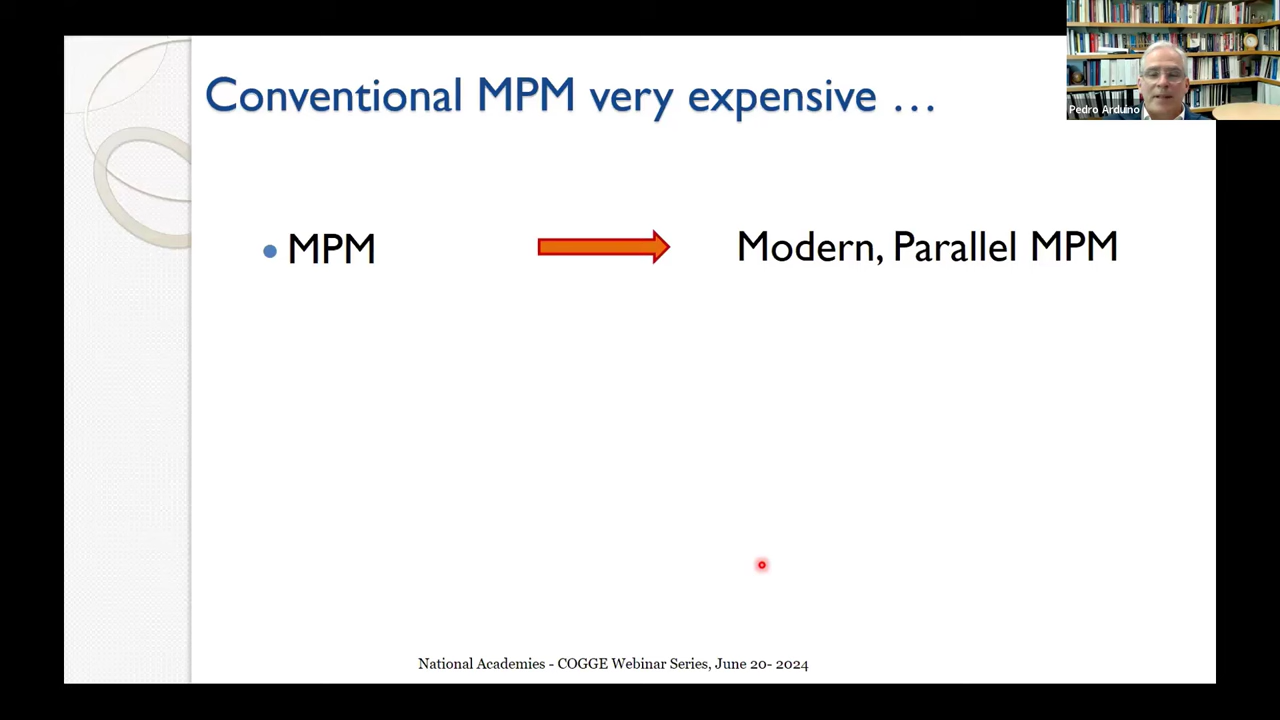 Conventional MPM very expensive …
Pedro Arduino
• MPM
Modern, Parallel MPM
National Academies - COGGE Webinar Series, June 20- 2024